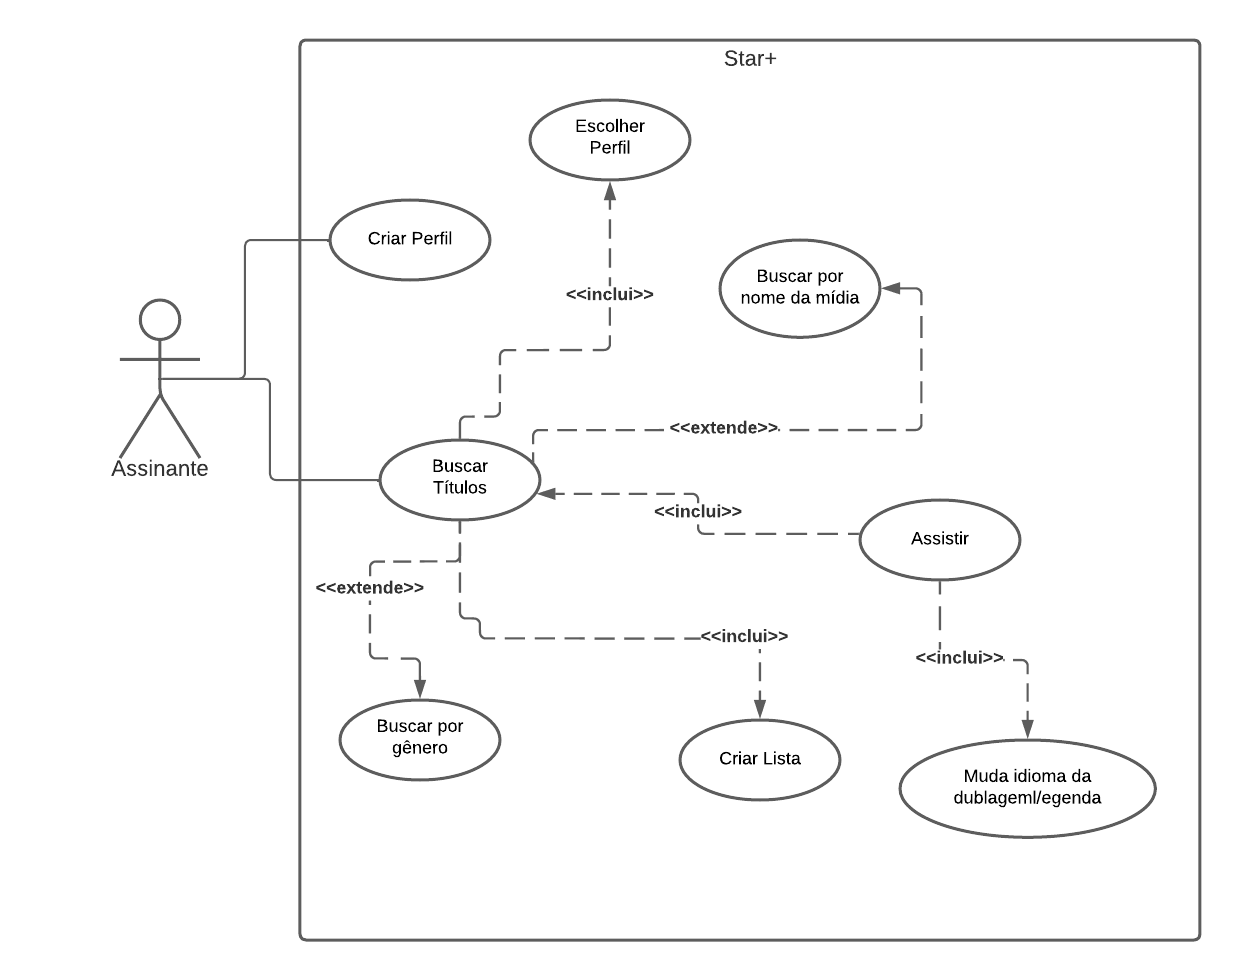 Star+
Escolher
Perfil
Criar Perfil
Buscar por
nome da mídia
<<inclui>>
<<extende>>
Assinante
Buscar
Títulos
<<inclui>>
Assistir
<<extende>>
<<inclui>>
<<inclui>>
Buscar por
gênero
Criar Lista
Muda idioma da
dublageml/egenda